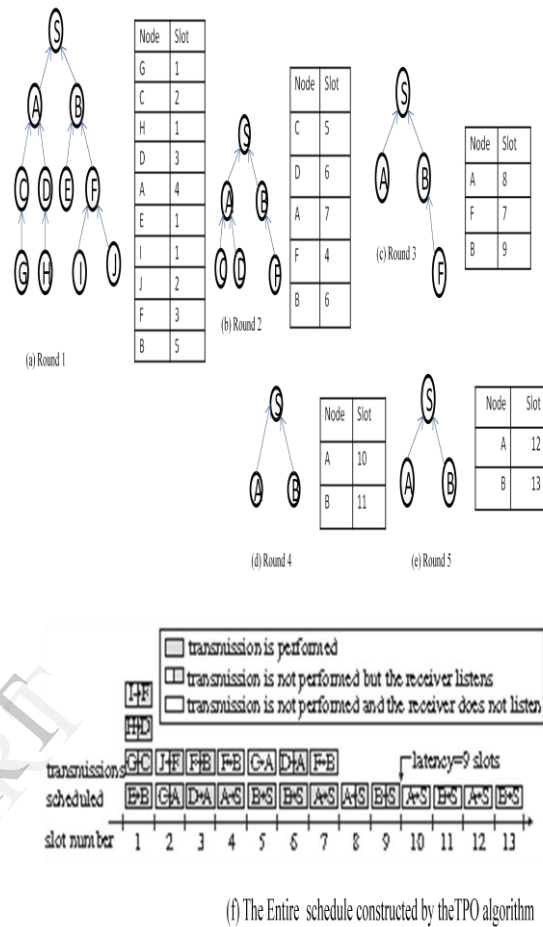 S
A B
C D E F
G H I J
(a) Round 1
Node Slot
G 1
C 2
H 1
D 3
A 4
E 1
I 1
J 2
F 3
B 5
S
A B
C D F
(b) Round 2
Node Slot
C 5
D 6
A 7
F 4
B 6
S
A B
F
(c) Round 3
Node Slot
A 8
F 7
B 9
S
A B
(d) Round 4
Node Slot
A 10
B 11
S
A B
(e) Round 5
Node Slot
A 12
B 13
transmission is performed
transmission is not performed but the receiver listens
transmission is not performed and the receiver does not listen
I→F
H→D
G→C J→F F→B F→B C→A D→A F→B
latency=9 slots
transmissions
scheduled
E→B C→A D→A A→S B→S B→S A→S A→S B→S A→S B→S A→S B→S
slot number 1 2 3 4 5 6 7 8 9 10 11 12 13
(f) The Entire schedule constructed by theTPO algorithm